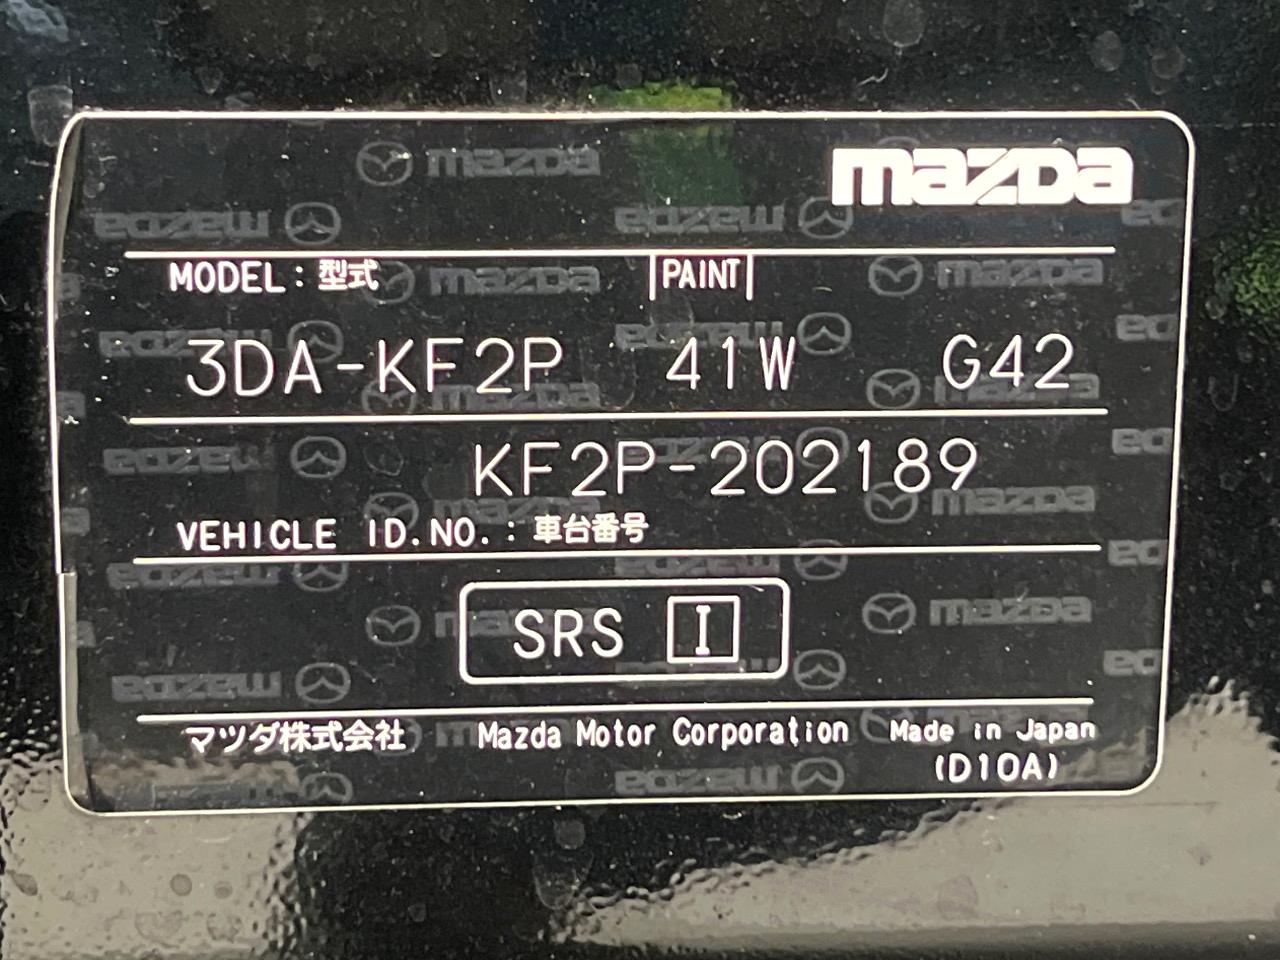 mazda
MODEL : 型式 PAINT
3DA-KF2P 41W G42
KF2P-202189
VEHICLE ID.NO. : 車台番号
SRS I
マツダ株式会社 Mazda Motor Corporation Made in Japan
(D10A)